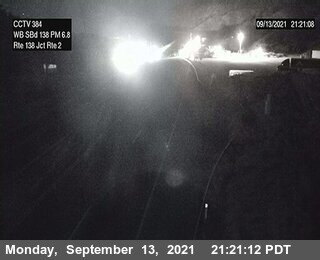 CCTV 384
WB SBd 138 PM 6.8
Rte 138 Jct Rte 2
09/13/2021 21:21:08
Monday, September 13, 2021 21:21:12 PDT